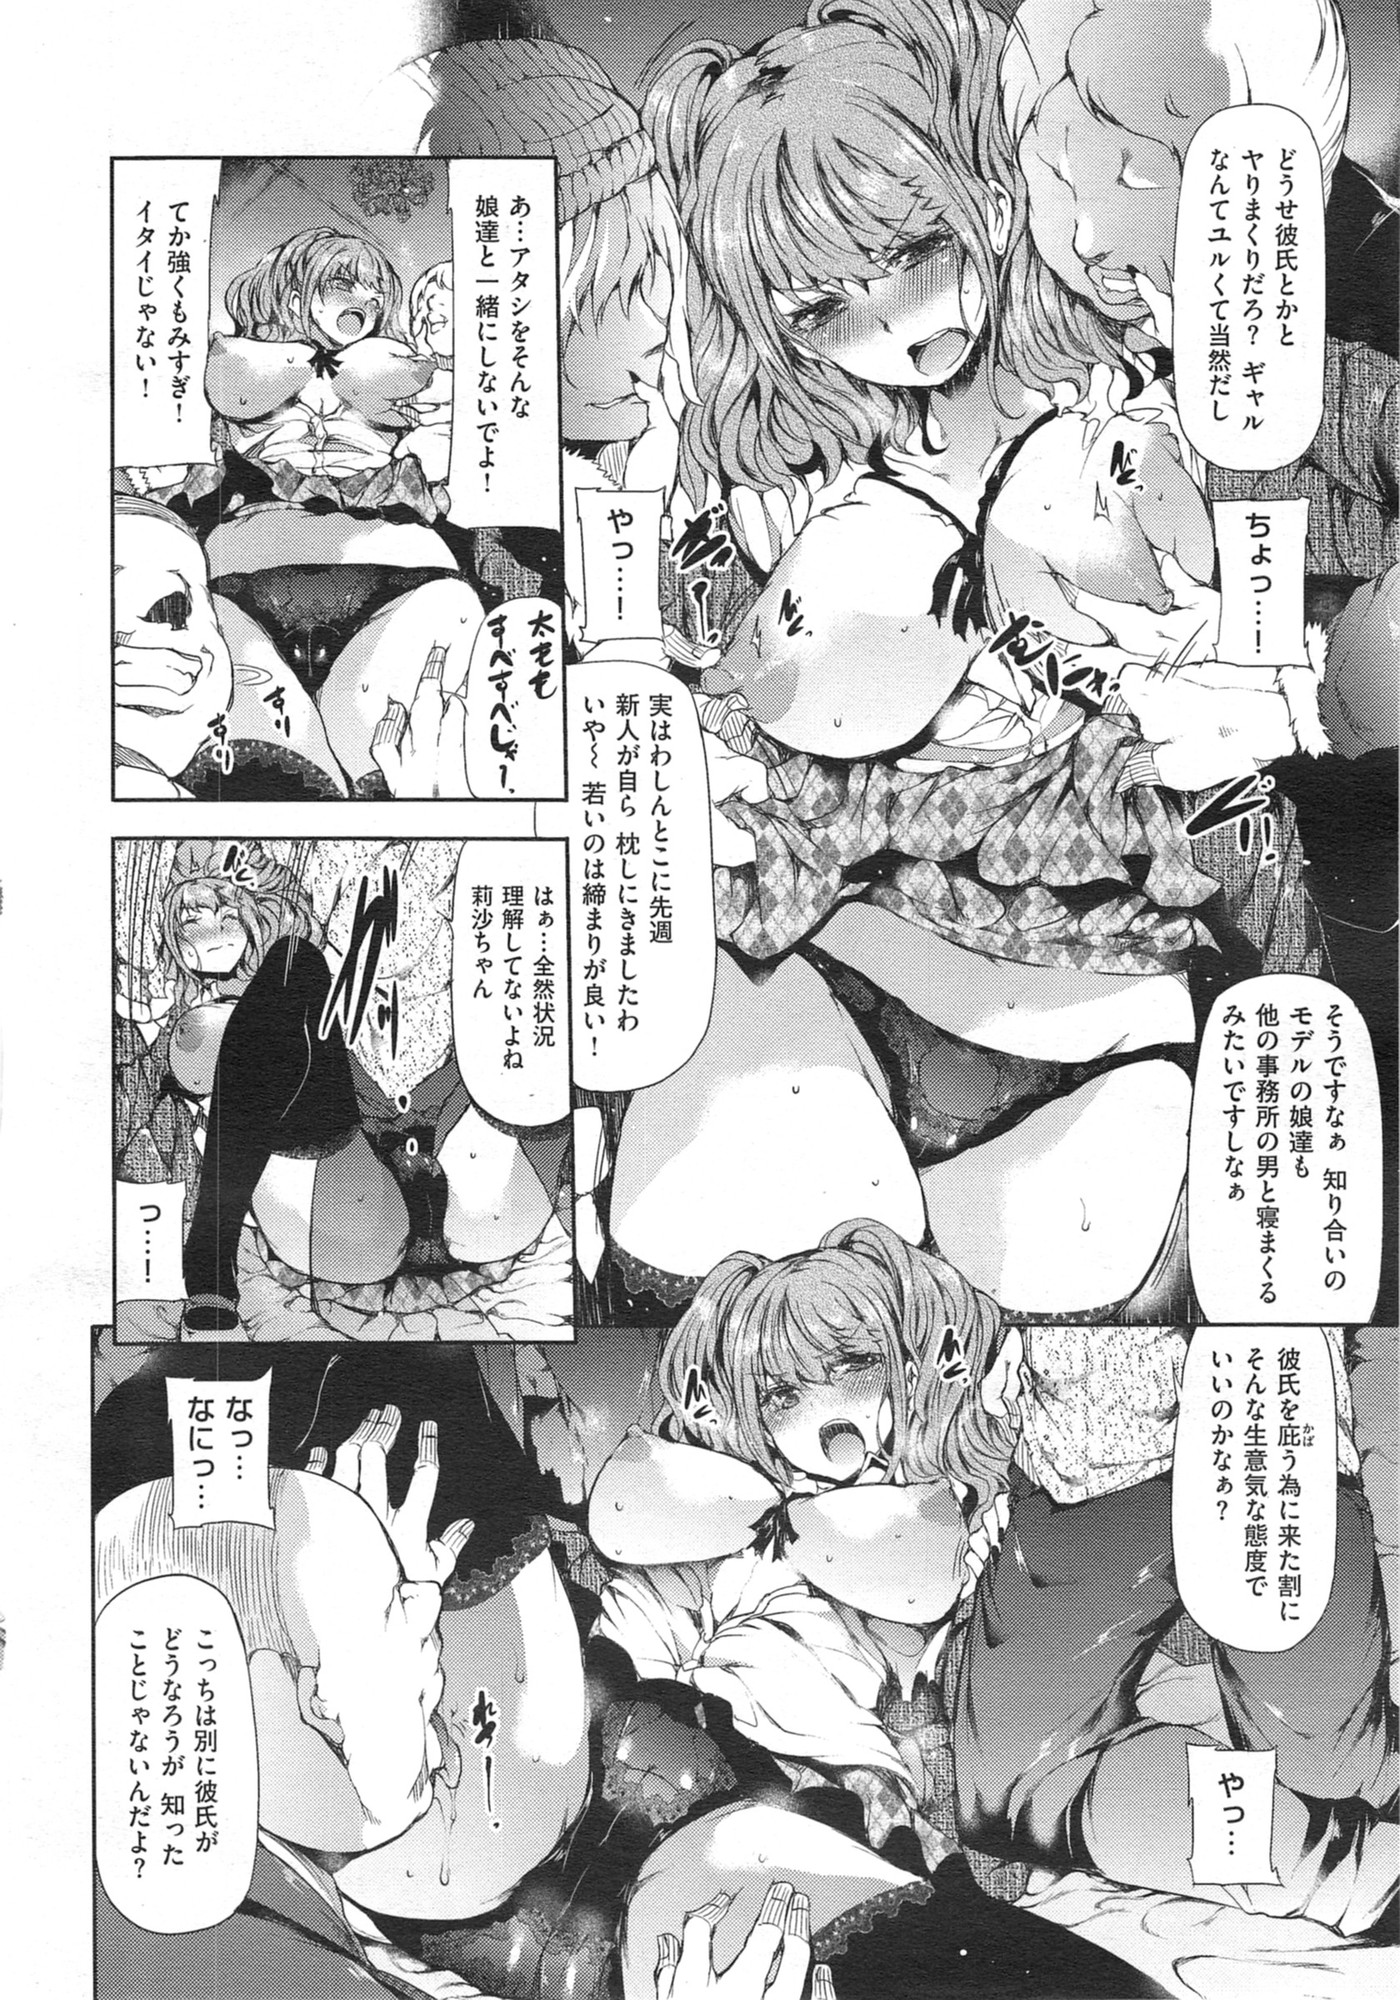 どうせ彼氏とかと
ヤりまくりだろ？ ギャル
なんてユルくて当然だし
ちょっ…！
やっ…！
そうですなぁ 知り合いの
モデルの娘達も
他の事務所の男と寝まくる
みたいですしなぁ
実はわしんとこに先週
新人が自ら 枕しにきましたわ
いや～ 若いのは締まりが良い！
あ…アタシをそんな
娘達と一緒にしないでよ！
てか強くもみすぎ！
イタイじゃない！
太もも
すべすべじゃー
すり
すり
はぁ…全然状況
理解してないよね
莉沙ちゃん
っ…！
彼氏を庇う為に来た割に
かば
そんな生意気な態度で
いいのかなぁ？
やっ…
なっ…
なにっ…
れろー
こっちは別に彼氏が
どうなろうが 知った
ことじゃないんだよ？